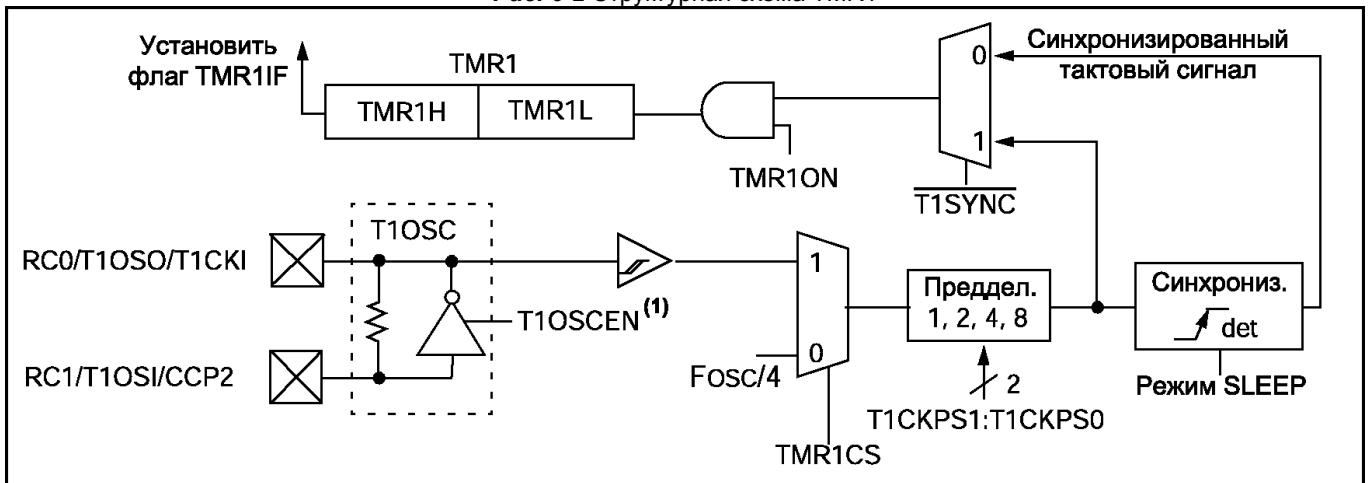 Установить
флаг TMR1IF
TMR1
TMR1H
TMR1L
TMR1ON
0
1
T1SYNC
Синхронизированный
тактовый сигнал
RC0/T1OSO/T1CKI
RC1/T1OSI/CCP2
T1OSC
T1OSCEN (1)
1
0
FOSC/4
TMR1CS
Преддел.
1, 2, 4, 8
2
T1CKPS1:T1CKPS0
Синхрониз.
det
Режим SLEEP